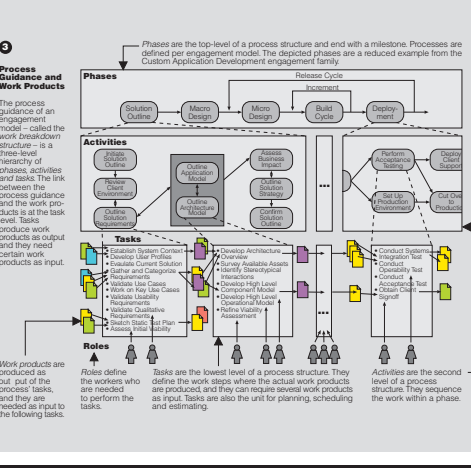 3
Process
Guidance and
Work Products
The process
guidance of an
engagement
model – called the
work breakdown
structure – is a
three-level
hierarchy of
phases, activities
and tasks. The link
between the
process guidance
and the work pro-
ducts is at the task
level. Tasks
produce work
products as output
and they need
certain work
products as input.
Work products are
produced as
out put of the
process' tasks,
and they are
needed as input to
the following tasks.
Phases are the top-level of a process structure and end with a milestone. Processes are
defined per engagement model. The depicted phases are a reduced example from the
Custom Application Development engagement family.
Phases
Release Cycle
Increment
Solution
Outline
Macro
Design
Micro
Design
Build
Cycle
Deploy-
ment
Activities
Initiate
Solution
Outline
Review
Client
Environment
Outline
Solution
Requirements
Outline
Application
Model
Outline
Architecture
Model
Assess
Business
Impact
Outline
Solution
Strategy
Confirm
Solution
Outline
...
Perform
Acceptance
Testing
Set Up
Production
Environment
Deploy
Client
Support
Cut Over
to
Production
Tasks
• Establish System Context
• Develop User Profiles
• Evaulate Current Solution
• Gather and Categorize
Requirements
• Validate Use Cases
• Work on Key Use Cases
• Validate Usability
Requirements
• Validate Qualitative
Requirements
• Sketch Static Test Plan
• Assess Initial Viability
• Develop Architecture
Overview
• Survey Available Assets
• Identify Stereotypical
Interactions
• Develop High Level
Component Model
• Develop High Level
Operational Model
• Refine Viability
Assessment
...
• Conduct Systems
Integration Test
• Conduct
Operability Test
• Conduct
Acceptance Test
• Obtain Client
Signoff
Roles
Roles define
the workers who
are needed
to perform the
tasks.
Tasks are the lowest level of a process structure. They
define the work steps where the actual work products
are produced, and they can require several work products
as input. Tasks are also the unit for planning, scheduling
and estimating.
Activities are the second
level of a process
structure. They sequence
the work within a phase.